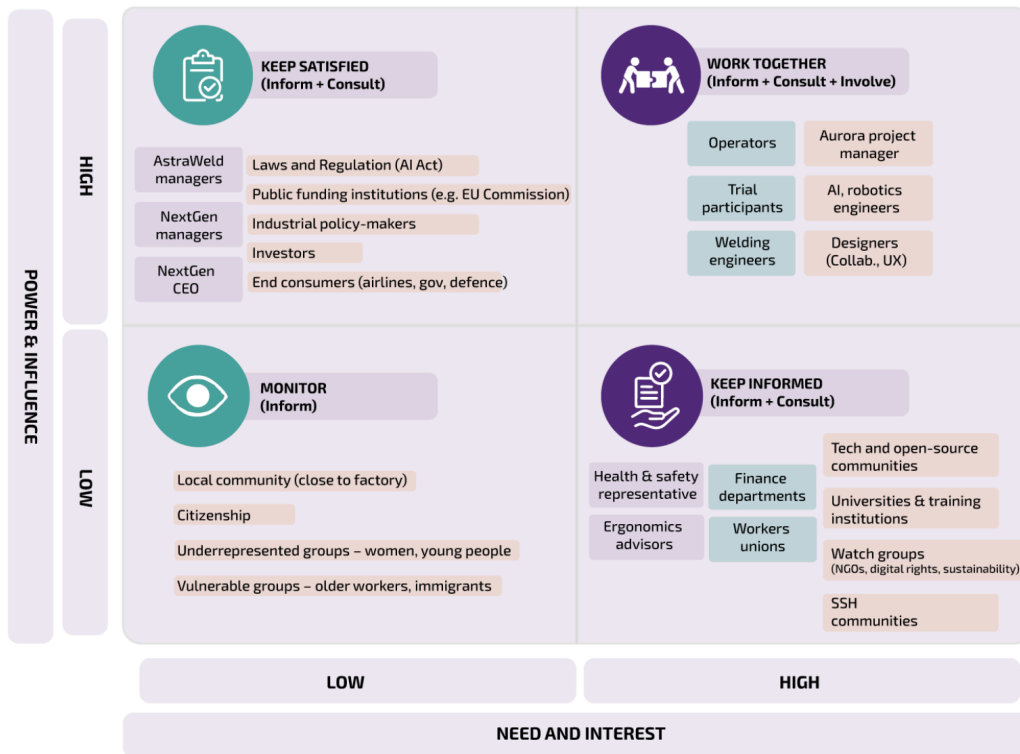 KEEP SATISFIED
(Inform + Consult)
AstraWeld
managers
NextGen
managers
NextGen
CEO
Laws and Regulation (AI Act)
Public funding institutions (e.g. EU Commission)
Industrial policy-makers
Investors
End consumers (airlines, gov, defence)
WORK TOGETHER
(Inform + Consult + Involve)
Operators
Trial
participants
Welding
engineers
Aurora project
manager
AI, robotics
engineers
Designers
(Collab., UX)
MONITOR
(Inform)
Local community (close to factory)
Citizenship
Underrepresented groups – women, young people
Vulnerable groups – older workers, immigrants
KEEP INFORMED
(Inform + Consult)
Health & safety
representative
Ergonomics
advisors
Finance
departments
Workers
unions
Tech and open-source
communities
Universities & training
institutions
Watch groups
(NGOs, digital rights, sustainability)
SSH
communities
POWER & INFLUENCE
HIGH
LOW
LOW
HIGH
NEED AND INTEREST